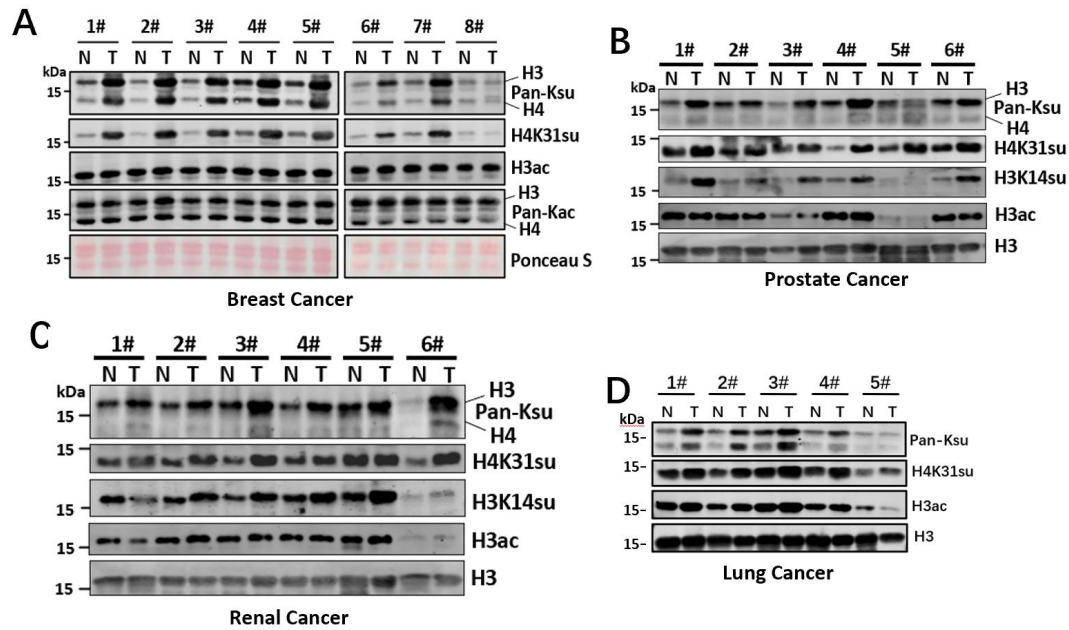 A
1# 2# 3# 4# 5# 6# 7# 8#
N T N T N T N T N T N T N T N T
kDa
15
H3
Pan-Ksu
H4
H4K31su
15
H3ac
15
H3
Pan-Kac
H4
15
Ponceau S
Breast Cancer
B
1# 2# 3# 4# 5# 6#
N T N T N T N T N T N T
kDa
15
H3
Pan-Ksu
H4
15
H4K31su
15
H3K14su
15
H3ac
15
H3
Prostate Cancer
C
1# 2# 3# 4# 5# 6#
N T N T N T N T N T N T
kDa
15
H3
Pan-Ksu
H4
15
H4K31su
15
H3K14su
15
H3ac
15
H3
Renal Cancer
D
1# 2# 3# 4# 5#
N T N T N T N T N T
kDa
15-
Pan-Ksu
15-
H4K31su
15-
H3ac
15-
H3
Lung Cancer